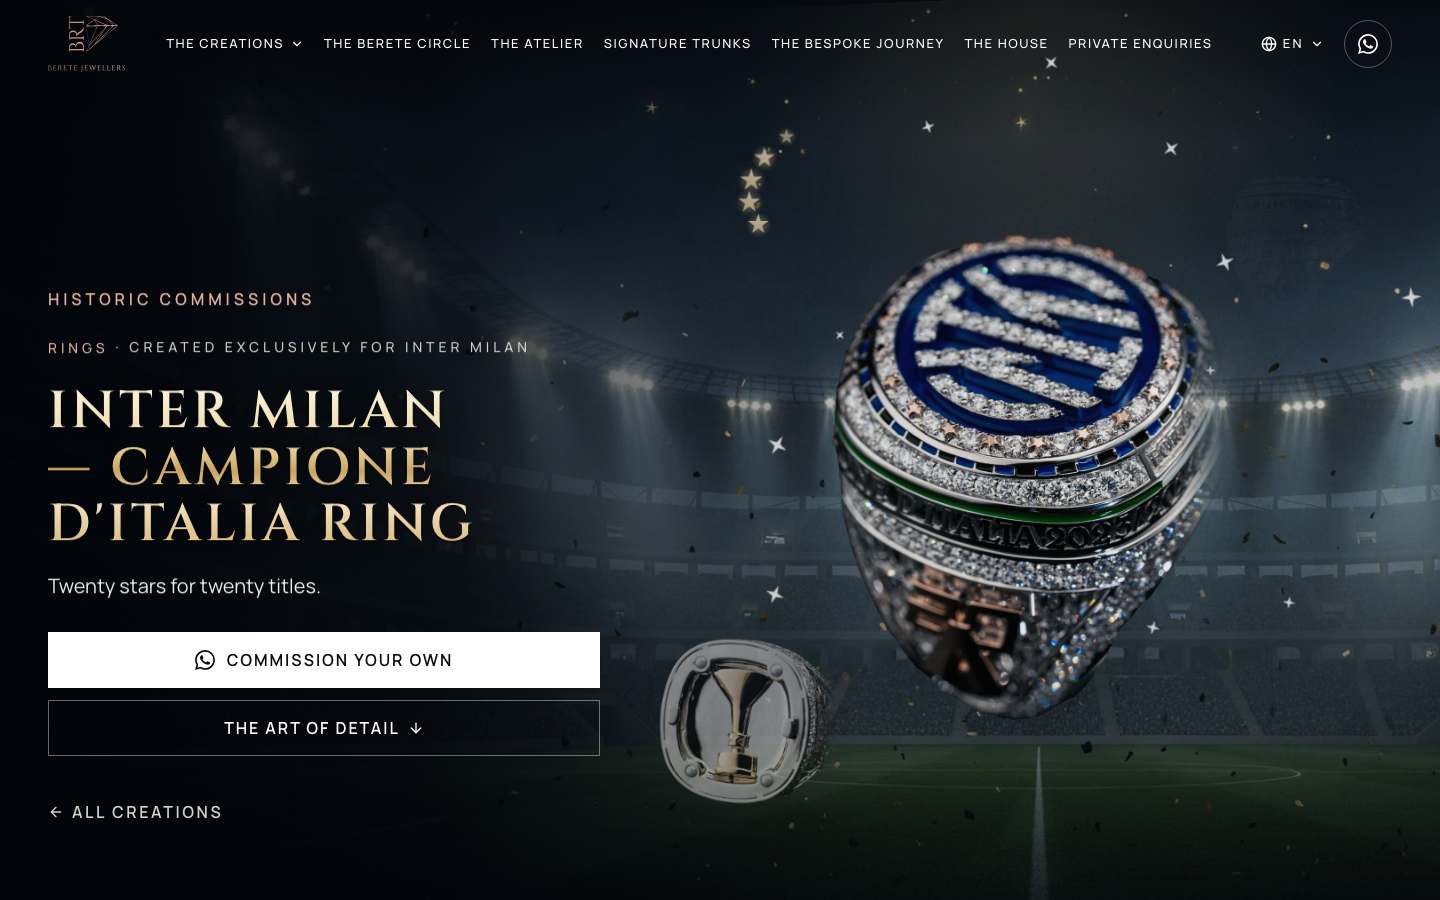 BRT
BERETE JEWELLERS
THE CREATIONS
THE BERETE CIRCLE
THE ATELIER
SIGNATURE TRUNKS
THE BESPOKE JOURNEY
THE HOUSE
PRIVATE ENQUIRIES
EN
HISTORIC COMMISSIONS
RINGS · CREATED EXCLUSIVELY FOR INTER MILAN
INTER MILAN
— CAMPIONE
D'ITALIA RING
Twenty stars for twenty titles.
COMMISSION YOUR OWN
THE ART OF DETAIL ↓
← ALL CREATIONS
D'ITALIA